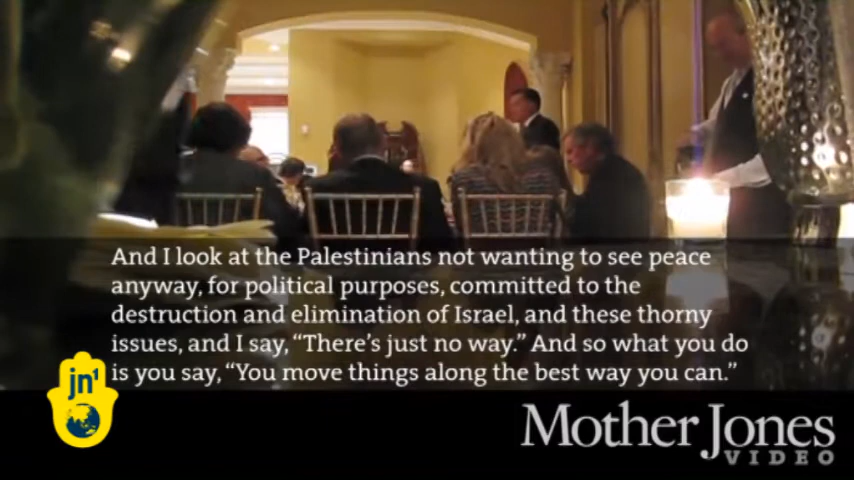 And I look at the Palestinians not wanting to see peace
anyway, for political purposes, committed to the
destruction and elimination of Israel, and these thorny
issues, and I say, “There’s just no way.” And so what you do
is you say, “You move things along the best way you can.”
jn1
Mother Jones
VIDEO